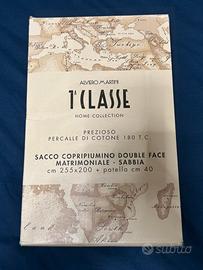 ALVIERO MARTINI
1ª CLASSE
HOME COLLECTION
PREZIOSO
PERCALLE DI COTONE 180 T.C.
SACCO COPRIPIUMINO DOUBLE FACE
MATRIMONIALE - SABBIA
cm 255x200 + patella cm 40
subito